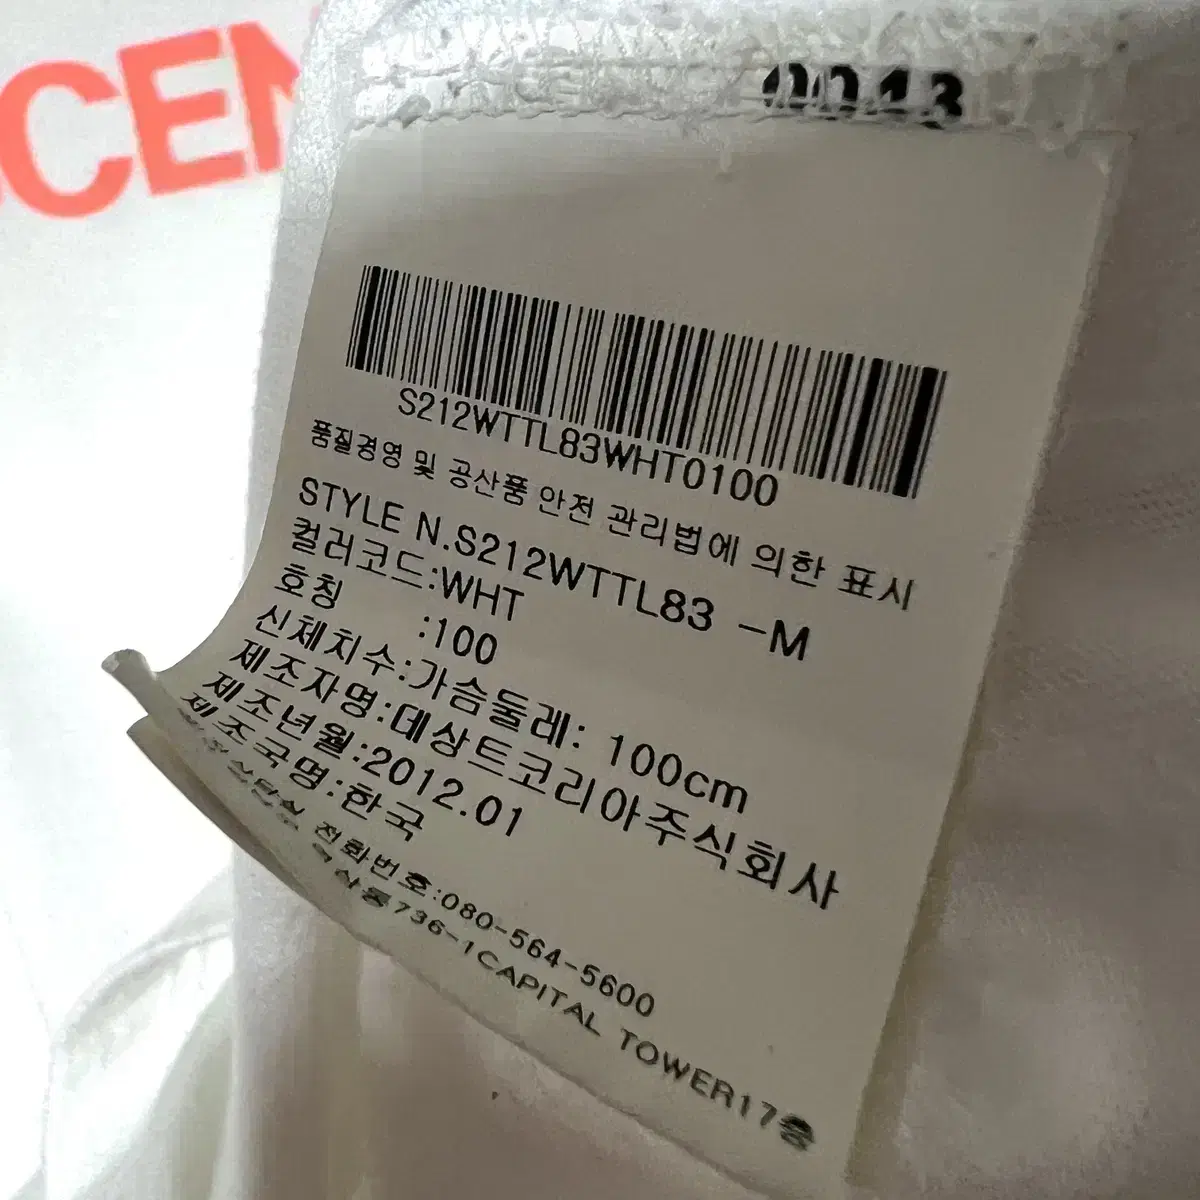 CEN
0043
S212WTTL83WHT0100
품질경영 및 공산품 안전 관리법에 의한 표시
STYLE N.S212WTTL83 -M
컬러코드:WHT
호칭 :100
신체치수:가슴둘레: 100cm
제조자명:데상트코리아주식회사
제조년월:2012.01
제조국명:한국
상담실 전화번호:080-564-5600
736-1CAPITAL TOWER17층